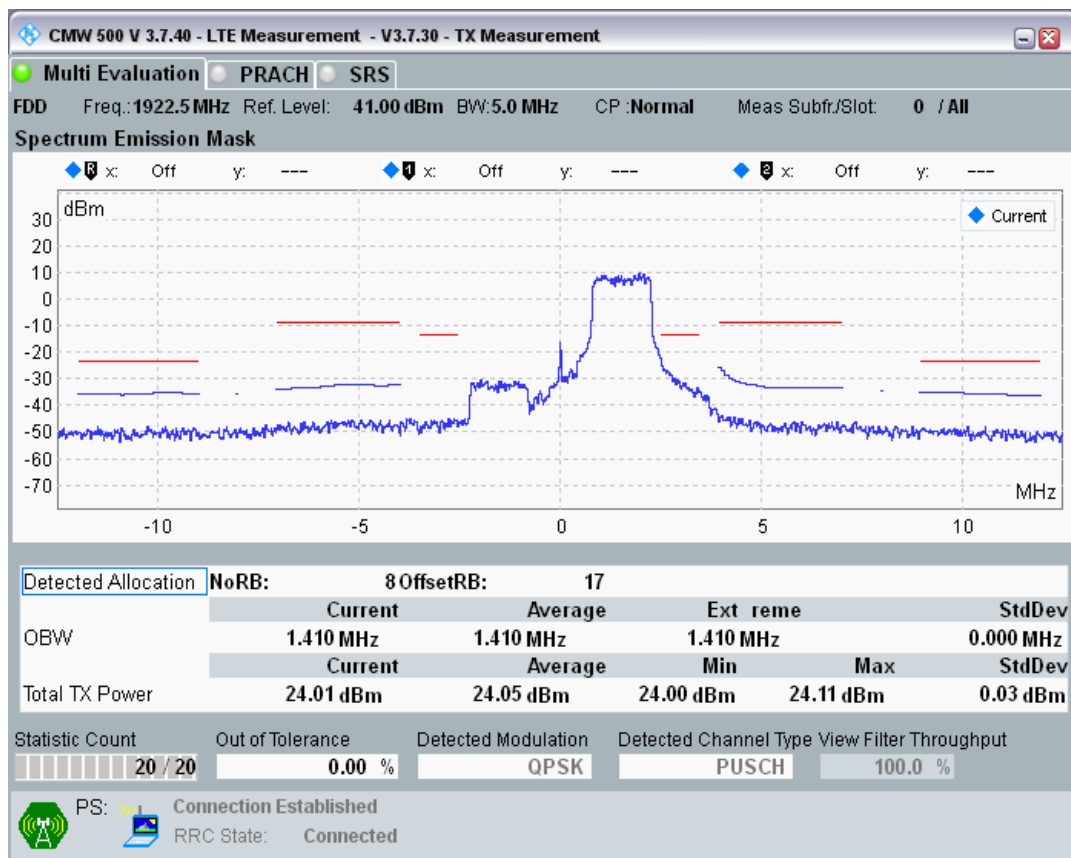 CMW 500 V 3.7.40 - LTE Measurement - V3.7.30 - TX Measurement
Multi Evaluation PRACH SRS
FDD Freg.:1922.5 MHz Ref. Level: 41.00 dBm BW:5.0 MHz CP :Normal Meas Subfr./Slot: 0 / All
Spectrum Emission Mask
R x: Off y: --- 1 x: Off y: --- 2 x: Off y: ---
dBm
Current
30
20
10
0
-10
-20
-30
-40
-50
-60
-70
MHz
-10 -5 0 5 10
Detected Allocation NoRB: 8 OffsetRB: 17
Current Average Ext reme StdDev
OBW 1.410 MHz 1.410 MHz 1.410 MHz 0.000 MHz
Current Average Min Max StdDev
Total TX Power 24.01 dBm 24.05 dBm 24.00 dBm 24.11 dBm 0.03 dBm
Statistic Count Out of Tolerance Detected Modulation Detected Channel Type View Filter Throughput
20 / 20 0.00 % QPSK PUSCH 100.0 %
PS: Connection Established
RRC State: Connected